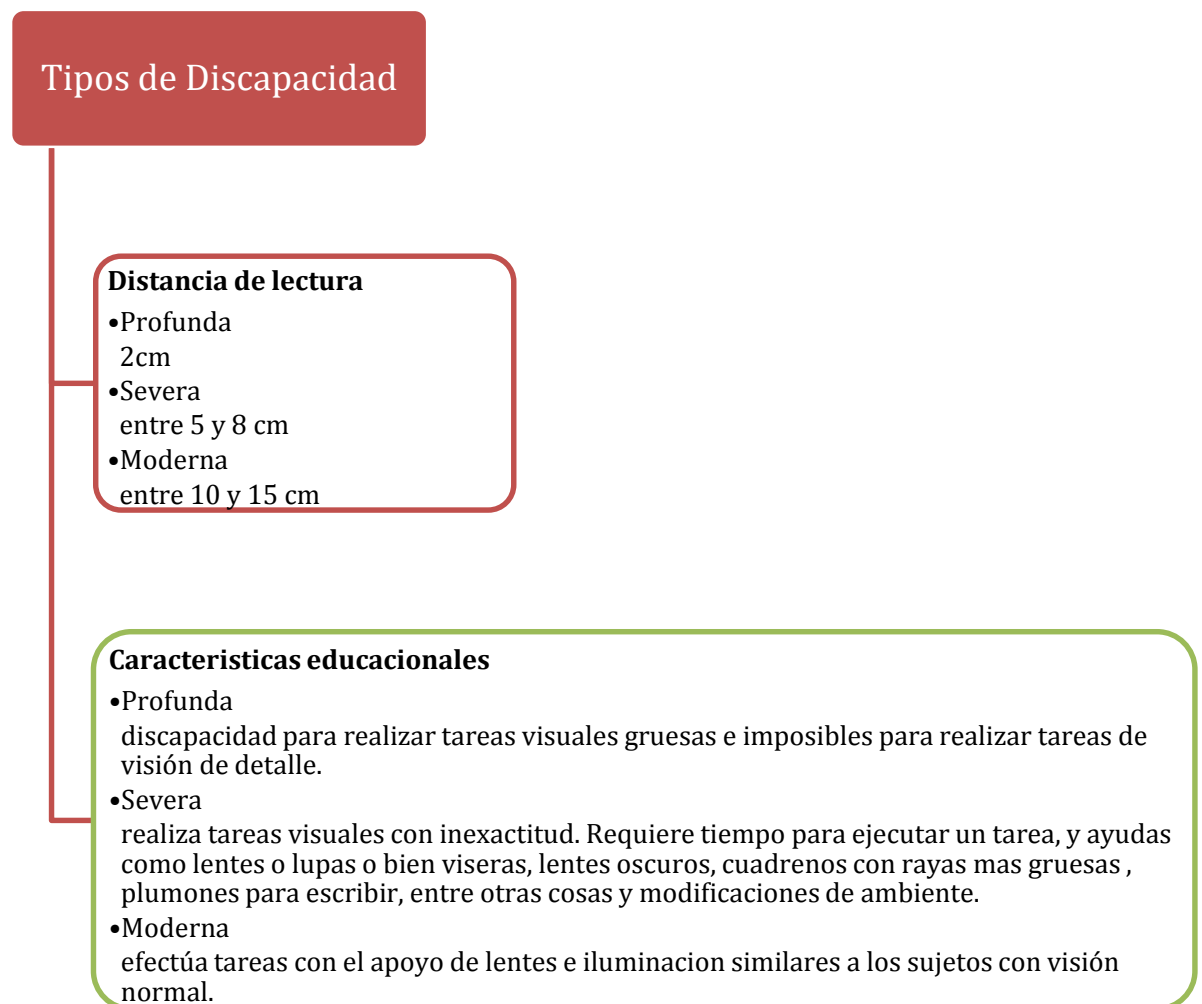 Tipos de Discapacidad
Distancia de lectura
•Profunda
2cm
•Severa
entre 5 y 8 cm
•Moderna
entre 10 y 15 cm
Caracteristicas educacionales
•Profunda
discapacidad para realizar tareas visuales gruesas e imposibles para realizar tareas de
visión de detalle.
•Severa
realiza tareas visuales con inexactitud. Requiere tiempo para ejecutar un tarea, y ayudas
como lentes o lupas o bien viseras, lentes oscuros, cuadrenos con rayas mas gruesas ,
plumones para escribir, entre otras cosas y modificaciones de ambiente.
•Moderna
efectúa tareas con el apoyo de lentes e iluminacion similares a los sujetos con visión
normal.